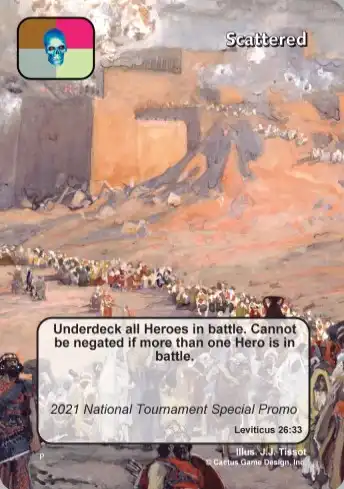 Scattered
Underdeck all Heroes in battle. Cannot
be negated if more than one Hero is in
battle.
2021 National Tournament Special Promo
Leviticus 26:33
P
Illus. J.J. Tissot
© Cactus Game Design, Inc.